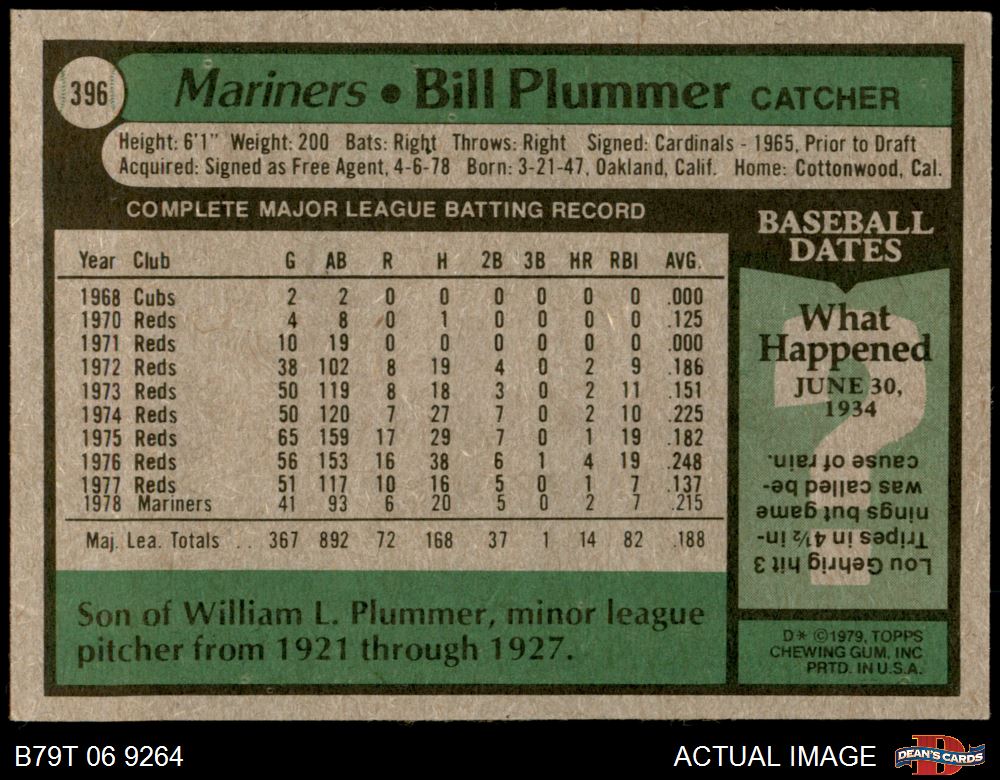 396
Mariners • Bill Plummer CATCHER
Height: 6'1" Weight: 200 Bats: Right Throws: Right Signed: Cardinals - 1965, Prior to Draft
Acquired: Signed as Free Agent, 4-6-78 Born: 3-21-47, Oakland, Calif. Home: Cottonwood, Cal.
COMPLETE MAJOR LEAGUE BATTING RECORD
Year Club G AB R H 2B 3B HR RBI AVG.
1968 Cubs 2 2 0 0 0 0 0 0 .000
1970 Reds 4 8 0 1 0 0 0 0 .125
1971 Reds 10 19 0 0 0 0 0 0 .000
1972 Reds 38 102 8 19 4 0 2 9 .186
1973 Reds 50 119 8 18 3 0 2 11 .151
1974 Reds 50 120 7 27 7 0 2 10 .225
1975 Reds 65 159 17 29 7 0 1 19 .182
1976 Reds 56 153 16 38 6 1 4 19 .248
1977 Reds 51 117 10 16 5 0 1 7 .137
1978 Mariners 41 93 6 20 5 0 2 7 .215
Maj. Lea. Totals . . 367 892 72 168 37 1 14 82 .188
Son of William L. Plummer, minor league
pitcher from 1921 through 1927.
BASEBALL
DATES
What
Happened
JUNE 30,
1934
?
Lou Gehrig hit 3
Tripes in 4½ in-
nings but game
was called be-
cause of rain.
D* ©1979, TOPPS
CHEWING GUM, INC
PRTD. IN U.S.A.
B79T 06 9264
ACTUAL IMAGE
D
DEAN'S CARDS